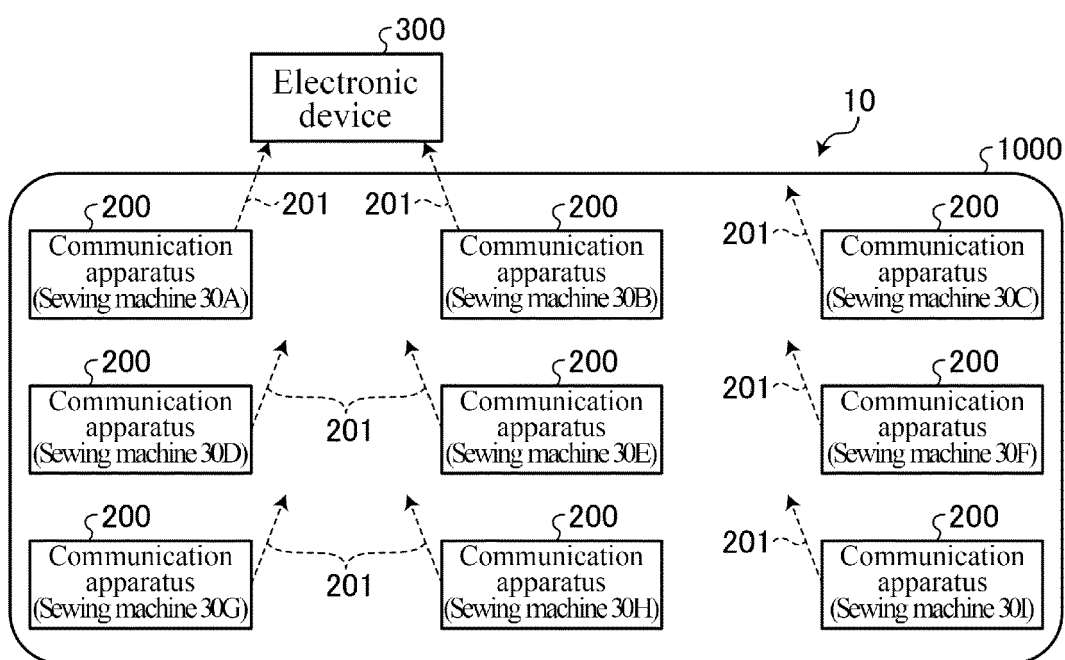 300
Electronic
device
10
1000
201
201
200
Communication
apparatus
(Sewing machine 30A)
200
Communication
apparatus
(Sewing machine 30B)
201
200
Communication
apparatus
(Sewing machine 30C)
200
Communication
apparatus
(Sewing machine 30D)
201
200
Communication
apparatus
(Sewing machine 30E)
201
200
Communication
apparatus
(Sewing machine 30F)
200
Communication
apparatus
(Sewing machine 30G)
201
200
Communication
apparatus
(Sewing machine 30H)
201
200
Communication
apparatus
(Sewing machine 30I)